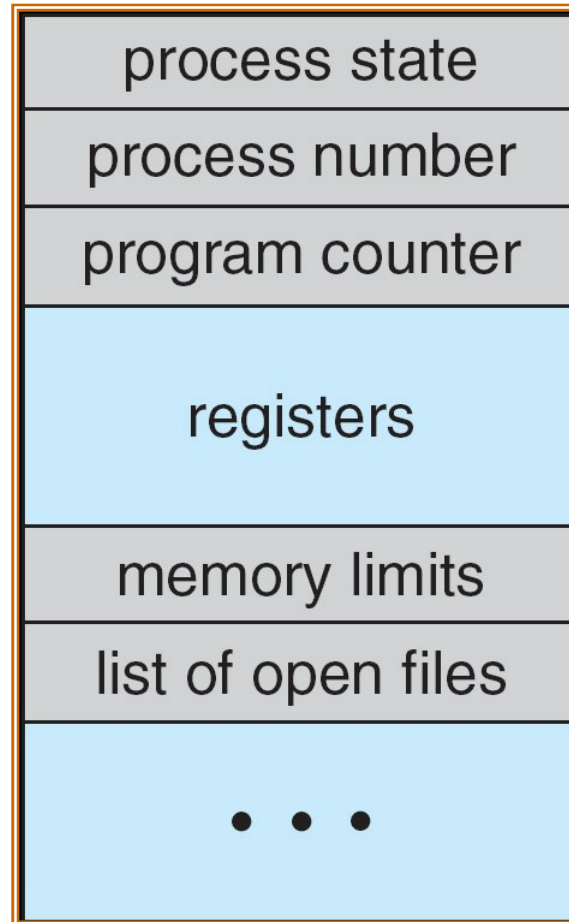 process state
process number
program counter
registers
memory limits
list of open files
• • •